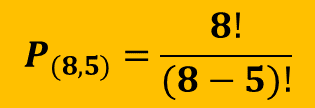 P(8,5) = 8! / (8 − 5)!